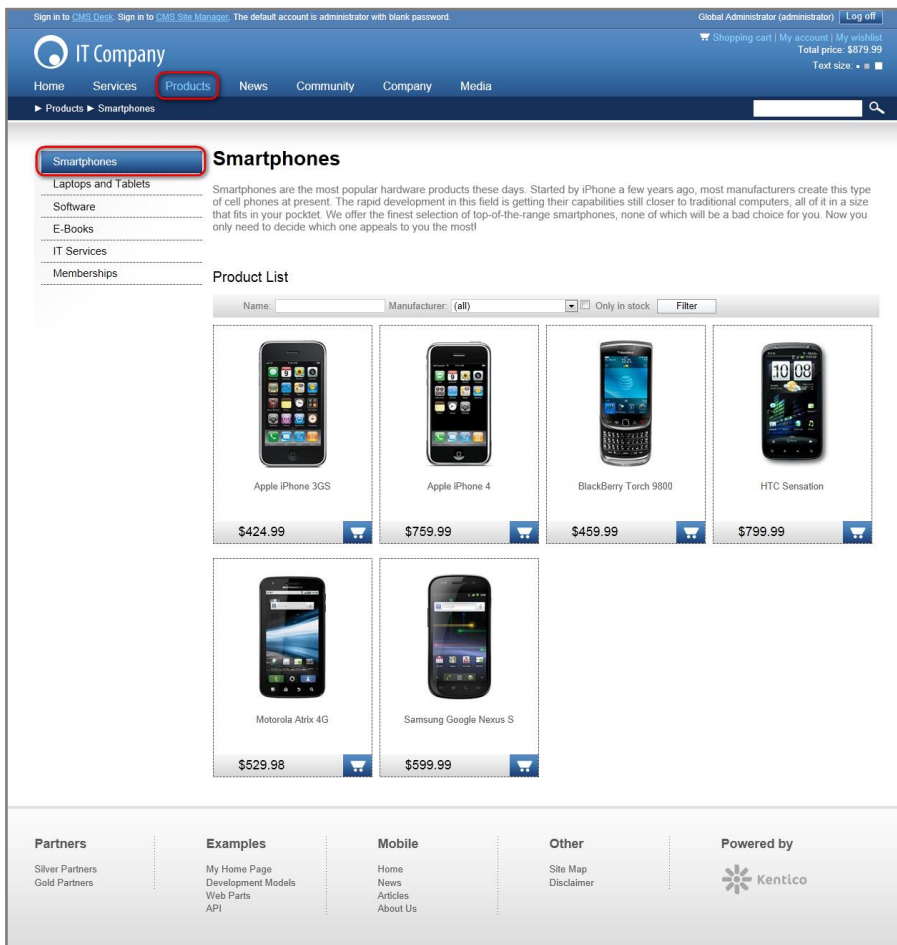 Sign in to CMS Desk. Sign in to CMS Site Manager. The default account is administrator with blank password.
Global Administrator (administrator) Log off
IT Company
Shopping cart | My account | My wishlist
Total price: $879.99
Text size:
Home Services Products News Community Company Media
► Products ► Smartphones
Smartphones
Laptops and Tablets
Software
E-Books
IT Services
Memberships
Smartphones
Smartphones are the most popular hardware products these days. Started by iPhone a few years ago, most manufacturers create this type
of cell phones at present. The rapid development in this field is getting their capabilities still closer to traditional computers, all of it in a size
that fits in your pocktet. We offer the finest selection of top-of-the-range smartphones, none of which will be a bad choice for you. Now you
only need to decide which one appeals to you the most!
Product List
Name: Manufacturer: (all) Only in stock Filter
10 08
Apple iPhone 3GS Apple iPhone 4 BlackBerry Torch 9800 HTC Sensation
$424.99 $759.99 $459.99 $799.99
Motorola Atrix 4G Samsung Google Nexus S
$529.98 $599.99
Partners
Silver Partners
Gold Partners
Examples
My Home Page
Development Models
Web Parts
API
Mobile
Home
News
Articles
About Us
Other
Site Map
Disclaimer
Powered by
Kentico